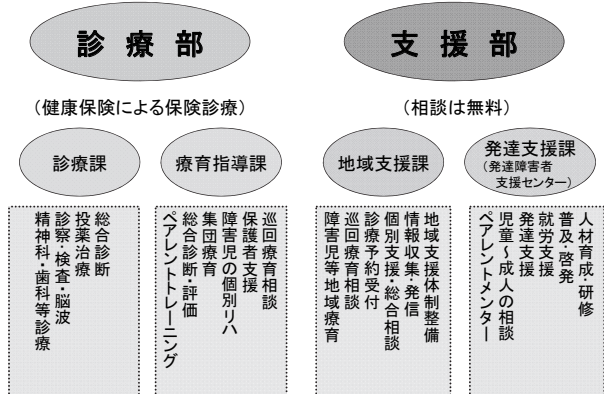 診療部
支援部
（健康保険による保険診療）
（相談は無料）
診療課
療育指導課
地域支援課
発達支援課
（発達障害者
支援センター）
総合診断
投薬治療
診察・検査・脳波
精神科・歯科等診療
巡回療育相談
保護者支援
障害児の個別リハ
集団療育
総合診断・評価
ペアレントトレーニング
地域支援体制整備
情報収集・発信
個別支援・総合相談
診療予約受付
巡回療育相談
障害児等地域療育
人材育成・研修
普及・啓発
就労支援
発達支援
児童～成人の相談
ペアレントメンター